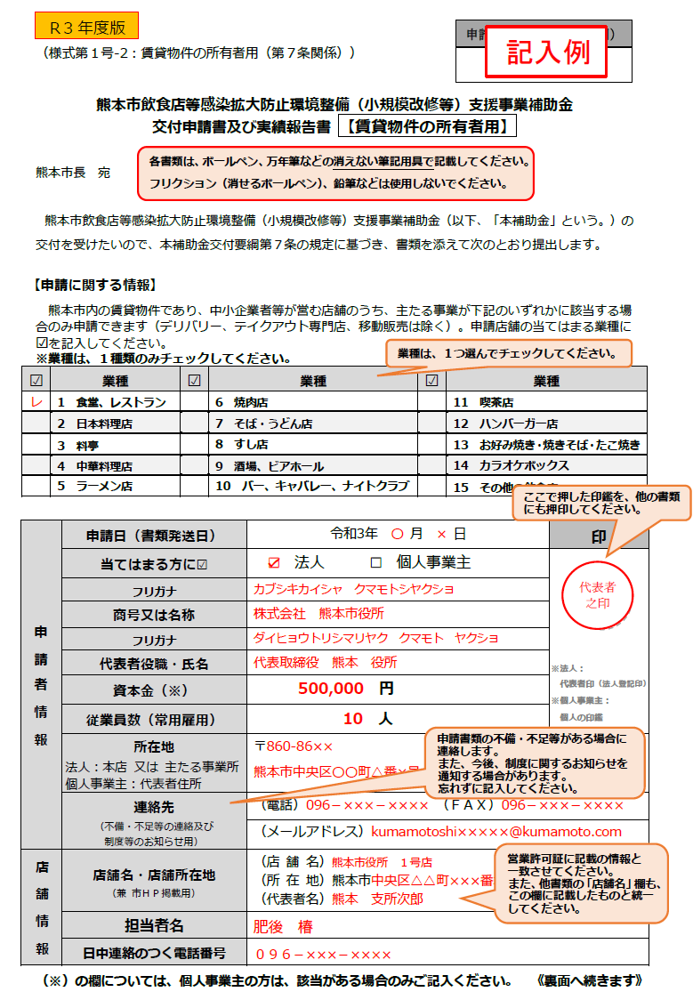 R3年度版
（様式第１号-2：賃貸物件の所有者用（第７条関係））
申請
記入例
熊本市飲食店等感染拡大防止環境整備（小規模改修等）支援事業補助金
交付申請書及び実績報告書 【賃貸物件の所有者用】
熊本市長　宛
各書類は、ボールペン、万年筆などの消えない筆記用具で記載してください。
フリクション（消せるボールペン）、鉛筆などは使用しないでください。
熊本市飲食店等感染拡大防止環境整備（小規模改修等）支援事業補助金（以下、「本補助金」という。）の
交付を受けたいので、本補助金交付要綱第７条の規定に基づき、書類を添えて次のとおり提出します。
【申請に関する情報】
熊本市内の賃貸物件であり、中小企業者等が営む店舗のうち、主たる事業が下記のいずれかに該当する場
合のみ申請できます（デリバリー、テイクアウト専門店、移動販売は除く）。申請店舗の当てはまる業種に
☑を記入してください。
※業種は、１種類のみチェックしてください。
業種は、１つ選んでチェックしてください。
☑ 業種 ☑ 業種 ☑ 業種
レ 1 食堂、レストラン 6 焼肉店 11 喫茶店
2 日本料理店 7 そば・うどん店 12 ハンバーガー店
3 料亭 8 すし店 13 お好み焼き・焼きそば・たこ焼き
4 中華料理店 9 酒場、ビアホール 14 カラオケボックス
5 ラーメン店 10 バー、キャバレー、ナイトクラブ 15 その他
ここで押した印鑑を、他の書類
にも押印してください。
申請者情報
申請日（書類発送日） 令和3年 〇 月 × 日 印
当てはまる方に☑ ☑ 法人 □ 個人事業主
フリガナ カブシキカイシャ クマモトシヤクショ
商号又は名称 株式会社 熊本市役所
フリガナ ダイヒョウトリシマリヤク クマモト ヤクショ
代表者役職・氏名 代表取締役 熊本 役所
代表者
之印
※法人：
代表者印（法人登記印）
※個人事業主：
個人の印鑑
資本金（※） 500,000 円
従業員数（常用雇用） 10 人
所在地
法人：本店 又は 主たる事業所
個人事業主：代表者住所
〒860-86××
熊本市中央区〇〇町△番×号
申請書類の不備・不足等がある場合に
連絡します。
また、今後、制度に関するお知らせを
通知する場合があります。
忘れずに記入してください。
連絡先
（不備・不足等の連絡及び
制度等のお知らせ用）
（電話）096－×××－×××× （ＦＡＸ）096－×××－××××
（メールアドレス）kumamotoshi×××××@kumamoto.com
店舗情報
店舗名・店舗所在地
（兼 市ＨＰ掲載用）
（店 舗 名）熊本市役所 １号店
（所 在 地）熊本市中央区△△町×××番
（代表者名）熊本 支所次郎
営業許可証に記載の情報と
一致させてください。
また、他書類の「店舗名」欄も、
この欄に記載したものと統一
してください。
担当者名 肥後 椿
日中連絡のつく電話番号 ０９６－×××－××××
（※）の欄については、個人事業主の方は、該当がある場合のみご記入ください。 《裏面へ続きます》